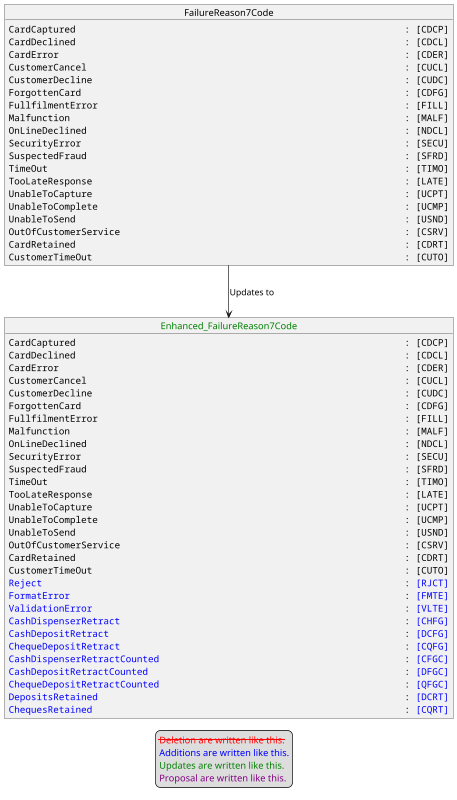 FailureReason7Code
CardCaptured : [CDCP]
CardDeclined : [CDCL]
CardError : [CDER]
CustomerCancel : [CUCL]
CustomerDecline : [CUDC]
ForgottenCard : [CDFG]
FullfilmentError : [FILL]
Malfunction : [MALF]
OnLineDeclined : [NDCL]
SecurityError : [SECU]
SuspectedFraud : [SFRD]
TimeOut : [TIMO]
TooLateResponse : [LATE]
UnableToCapture : [UCPT]
UnableToComplete : [UCMP]
UnableToSend : [USND]
OutOfCustomerService : [CSRV]
CardRetained : [CDRT]
CustomerTimeOut : [CUTO]
Updates to
Enhanced_FailureReason7Code
CardCaptured : [CDCP]
CardDeclined : [CDCL]
CardError : [CDER]
CustomerCancel : [CUCL]
CustomerDecline : [CUDC]
ForgottenCard : [CDFG]
FullfilmentError : [FILL]
Malfunction : [MALF]
OnLineDeclined : [NDCL]
SecurityError : [SECU]
SuspectedFraud : [SFRD]
TimeOut : [TIMO]
TooLateResponse : [LATE]
UnableToCapture : [UCPT]
UnableToComplete : [UCMP]
UnableToSend : [USND]
OutOfCustomerService : [CSRV]
CardRetained : [CDRT]
CustomerTimeOut : [CUTO]
Reject : [RJCT]
FormatError : [FMTE]
ValidationError : [VLTE]
CashDispenserRetract : [CHFG]
CashDepositRetract : [DCFG]
ChequeDepositRetract : [CQFG]
CashDispenserRetractCounted : [CFGC]
CashDepositRetractCounted : [DFGC]
ChequeDepositRetractCounted : [QFGC]
DepositsRetained : [DCRT]
ChequesRetained : [CQRT]
Deletion are written like this.
Additions are written like this.
Updates are written like this.
Proposal are written like this.